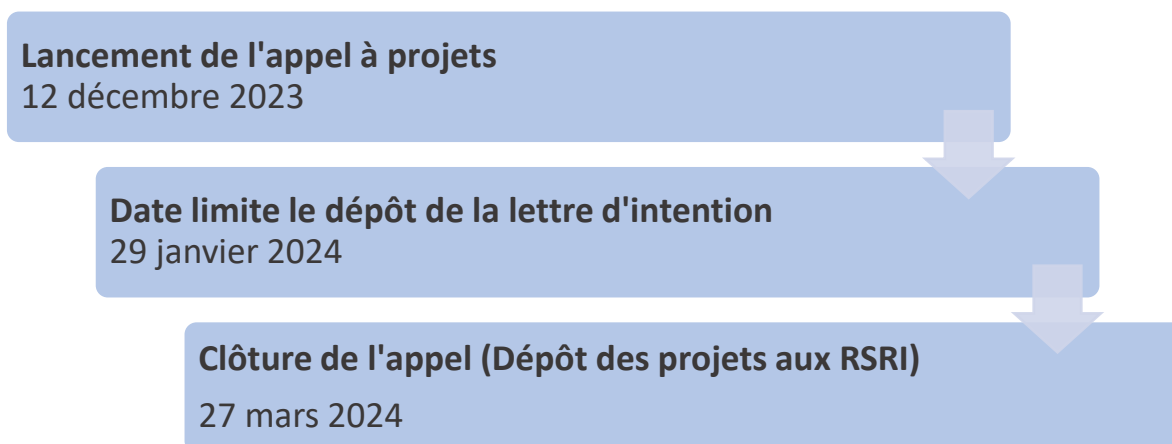 Lancement de l'appel à projets
12 décembre 2023
Date limite le dépôt de la lettre d'intention
29 janvier 2024
Clôture de l'appel (Dépôt des projets aux RSRI)
27 mars 2024